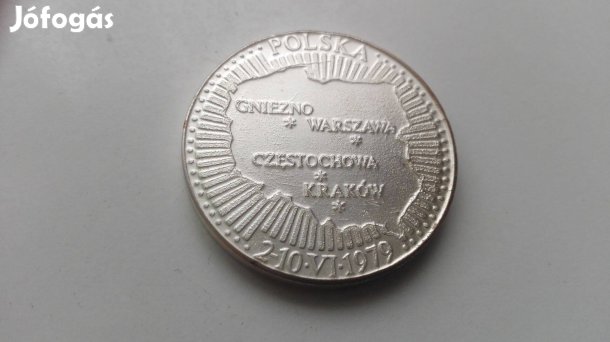 Jófogás
POLSKA
GNIEZNO
WARSZAWA
CZĘSTOCHOWA
KRAKÓW
2-10·VI·1979